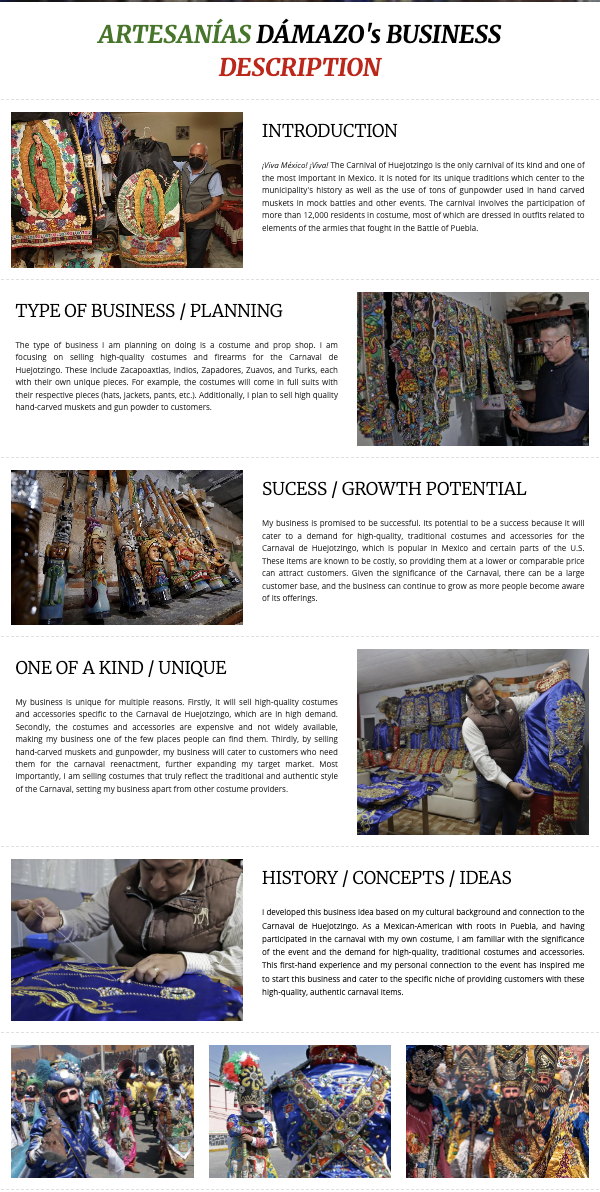 ARTESANÍAS DÁMAZO's BUSINESS
DESCRIPTION
INTRODUCTION
¡Viva México! ¡Viva! The Carnival of Huejotzingo is the only carnival of its kind and one of
the most important in Mexico. It is noted for its unique traditions which center to the
municipality's history as well as the use of tons of gunpowder used in hand carved
muskets in mock battles and other events. The carnival involves the participation of
more than 12,000 residents in costume, most of which are dressed in outfits related to
elements of the armies that fought in the Battle of Puebla.
TYPE OF BUSINESS / PLANNING
The type of business I am planning on doing is a costume and prop shop. I am
focusing on selling high-quality costumes and firearms for the Carnaval de
Huejotzingo. These include Zacapoaxtlas, Indios, Zapadores, Zuavos, and Turks, each
with their own unique pieces. For example, the costumes will come in full suits with
their respective pieces (hats, jackets, pants, etc.). Additionally, I plan to sell high quality
hand-carved muskets and gun powder to customers.
SUCESS / GROWTH POTENTIAL
My business is promised to be successful. Its potential to be a success because it will
cater to a demand for high-quality, traditional costumes and accessories for the
Carnaval de Huejotzingo, which is popular in Mexico and certain parts of the U.S.
These items are known to be costly, so providing them at a lower or comparable price
can attract customers. Given the significance of the Carnaval, there can be a large
customer base, and the business can continue to grow as more people become aware
of its offerings.
ONE OF A KIND / UNIQUE
My business is unique for multiple reasons. Firstly, it will sell high-quality costumes
and accessories specific to the Carnaval de Huejotzingo, which are in high demand.
Secondly, the costumes and accessories are expensive and not widely available,
making my business one of the few places people can find them. Thirdly, by selling
hand-carved muskets and gunpowder, my business will cater to customers who need
them for the carnaval reenactment, further expanding my target market. Most
importantly, I am selling costumes that truly reflect the traditional and authentic style
of the Carnaval, setting my business apart from other costume providers.
HISTORY / CONCEPTS / IDEAS
I developed this business idea based on my cultural background and connection to the
Carnaval de Huejotzingo. As a Mexican-American with roots in Puebla, and having
participated in the carnaval with my own costume, I am familiar with the significance
of the event and the demand for high-quality, traditional costumes and accessories.
This first-hand experience and my personal connection to the event has inspired me
to start this business and cater to the specific niche of providing customers with these
high-quality, authentic carnaval items.